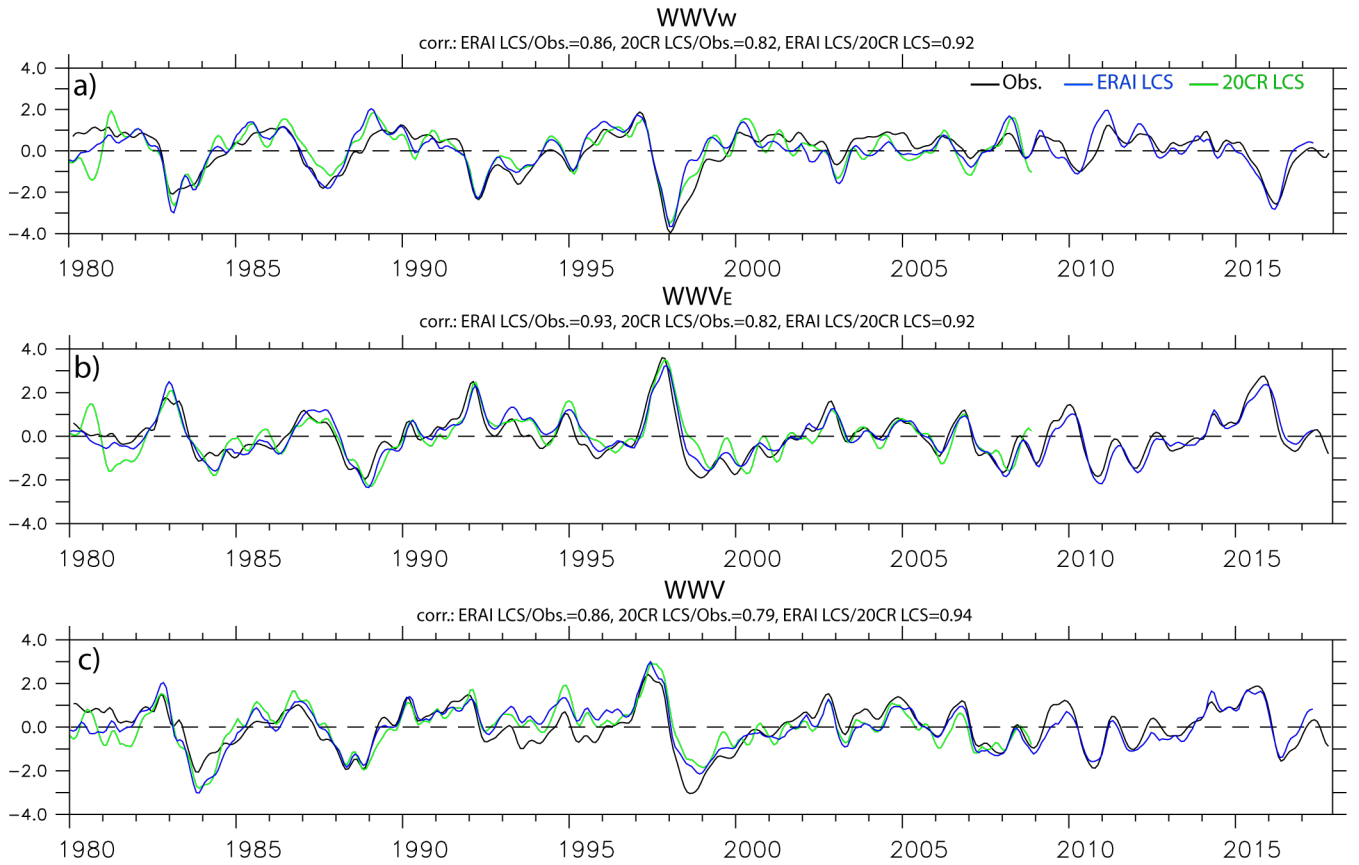 WWVW
corr.: ERAI LCS/Obs.=0.86, 20CR LCS/Obs.=0.82, ERAI LCS/20CR LCS=0.92
a)
Obs. ERAI LCS 20CR LCS
4.0
2.0
0.0
−2.0
−4.0
1980 1985 1990 1995 2000 2005 2010 2015
WWVE
corr.: ERAI LCS/Obs.=0.93, 20CR LCS/Obs.=0.82, ERAI LCS/20CR LCS=0.92
b)
4.0
2.0
0.0
−2.0
−4.0
1980 1985 1990 1995 2000 2005 2010 2015
WWV
corr.: ERAI LCS/Obs.=0.86, 20CR LCS/Obs.=0.79, ERAI LCS/20CR LCS=0.94
c)
4.0
2.0
0.0
−2.0
−4.0
1980 1985 1990 1995 2000 2005 2010 2015